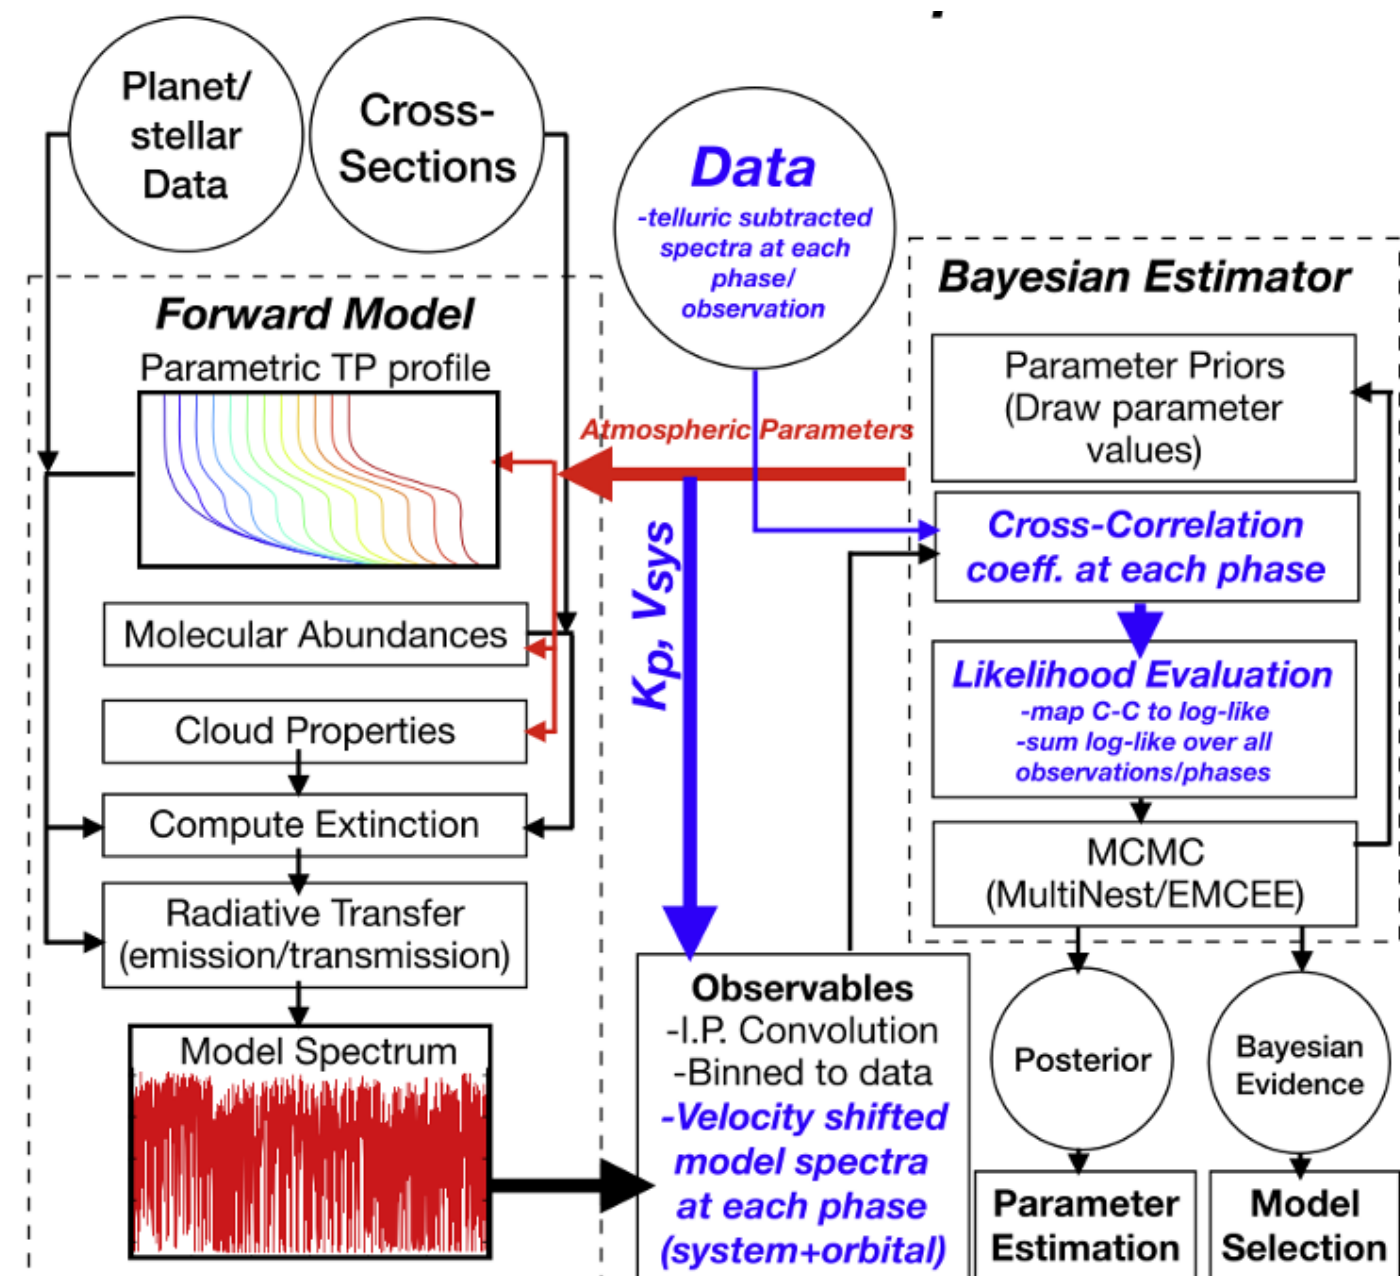 Planet/
stellar
Data
Cross-
Sections
Data
-telluric subtracted
spectra at each
phase/
observation
Forward Model
Parametric TP profile
Molecular Abundances
Cloud Properties
Compute Extinction
Radiative Transfer
(emission/transmission)
Model Spectrum
Atmospheric Parameters
Kp, Vsys
Observables
-I.P. Convolution
-Binned to data
-Velocity shifted
model spectra
at each phase
(system+orbital)
Bayesian Estimator
Parameter Priors
(Draw parameter
values)
Cross-Correlation
coeff. at each phase
Likelihood Evaluation
-map C-C to log-like
-sum log-like over all
observations/phases
MCMC
(MultiNest/EMCEE)
Posterior
Bayesian
Evidence
Parameter
Estimation
Model
Selection